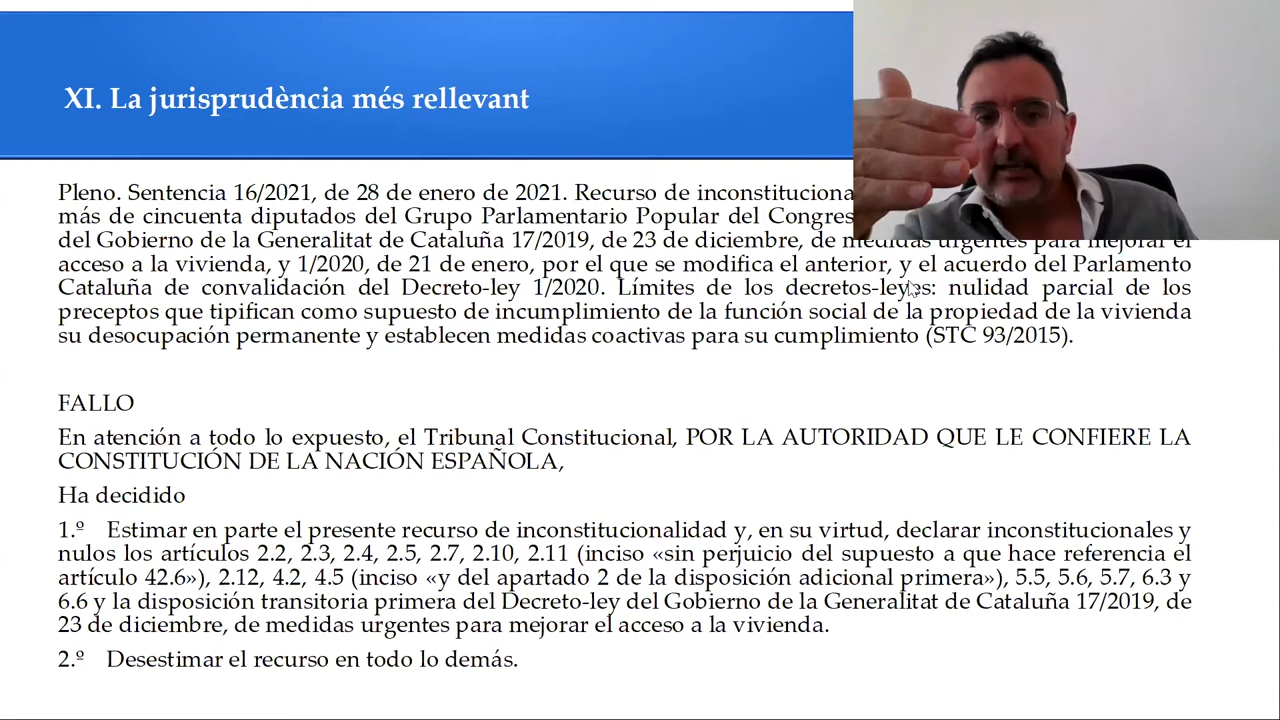 XI. La jurisprudència més rellevant
Pleno. Sentencia 16/2021, de 28 de enero de 2021. Recurso de
más de cincuenta diputados del Grupo Parlamentario Popular del
del Gobierno de la Generalitat de Cataluña 17/2019, de 23 de diciembre, de medidas urgentes para mejorar el
acceso a la vivienda, y 1/2020, de 21 de enero, por el que se modifica el anterior, y el acuerdo del Parlamento
Cataluña de convalidación del Decreto-ley 1/2020. Límites de los decretos-leyes: nulidad parcial de los
preceptos que tipifican como supuesto de incumplimiento de la función social de la propiedad de la vivienda
su desocupación permanente y establecen medidas coactivas para su cumplimiento (STC 93/2015).
FALLO
En atención a todo lo expuesto, el Tribunal Constitucional, POR LA AUTORIDAD QUE LE CONFIERE LA
CONSTITUCIÓN DE LA NACIÓN ESPAÑOLA,
Ha decidido
1.º Estimar en parte el presente recurso de inconstitucionalidad y, en su virtud, declarar inconstitucionales y
nulos los artículos 2.2, 2.3, 2.4, 2.5, 2.7, 2.10, 2.11 (inciso «sin perjuicio del supuesto a que hace referencia el
artículo 42.6»), 2.12, 4.2, 4.5 (inciso «y del apartado 2 de la disposición adicional primera»), 5.5, 5.6, 5.7, 6.3 y
6.6 y la disposición transitoria primera del Decreto-ley del Gobierno de la Generalitat de Cataluña 17/2019, de
23 de diciembre, de medidas urgentes para mejorar el acceso a la vivienda.
2.º Desestimar el recurso en todo lo demás.